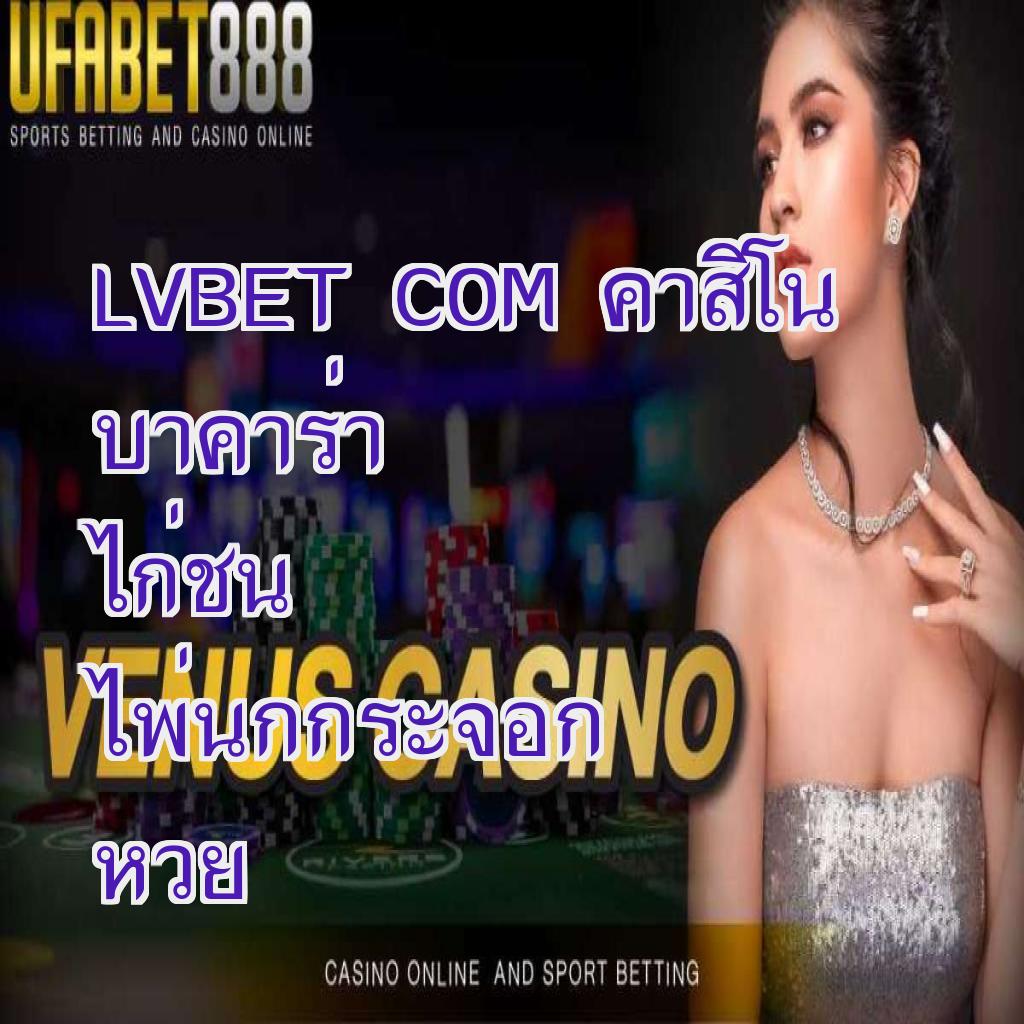 UFABET888
SPORTS BETTING AND CASINO ONLINE
LVBET COM คาสิโน
บาคาร่า
ไก่ชน
VENUS CASINO
ไพ่นกกระจอก
หวย
CASINO ONLINE AND SPORT BETTING